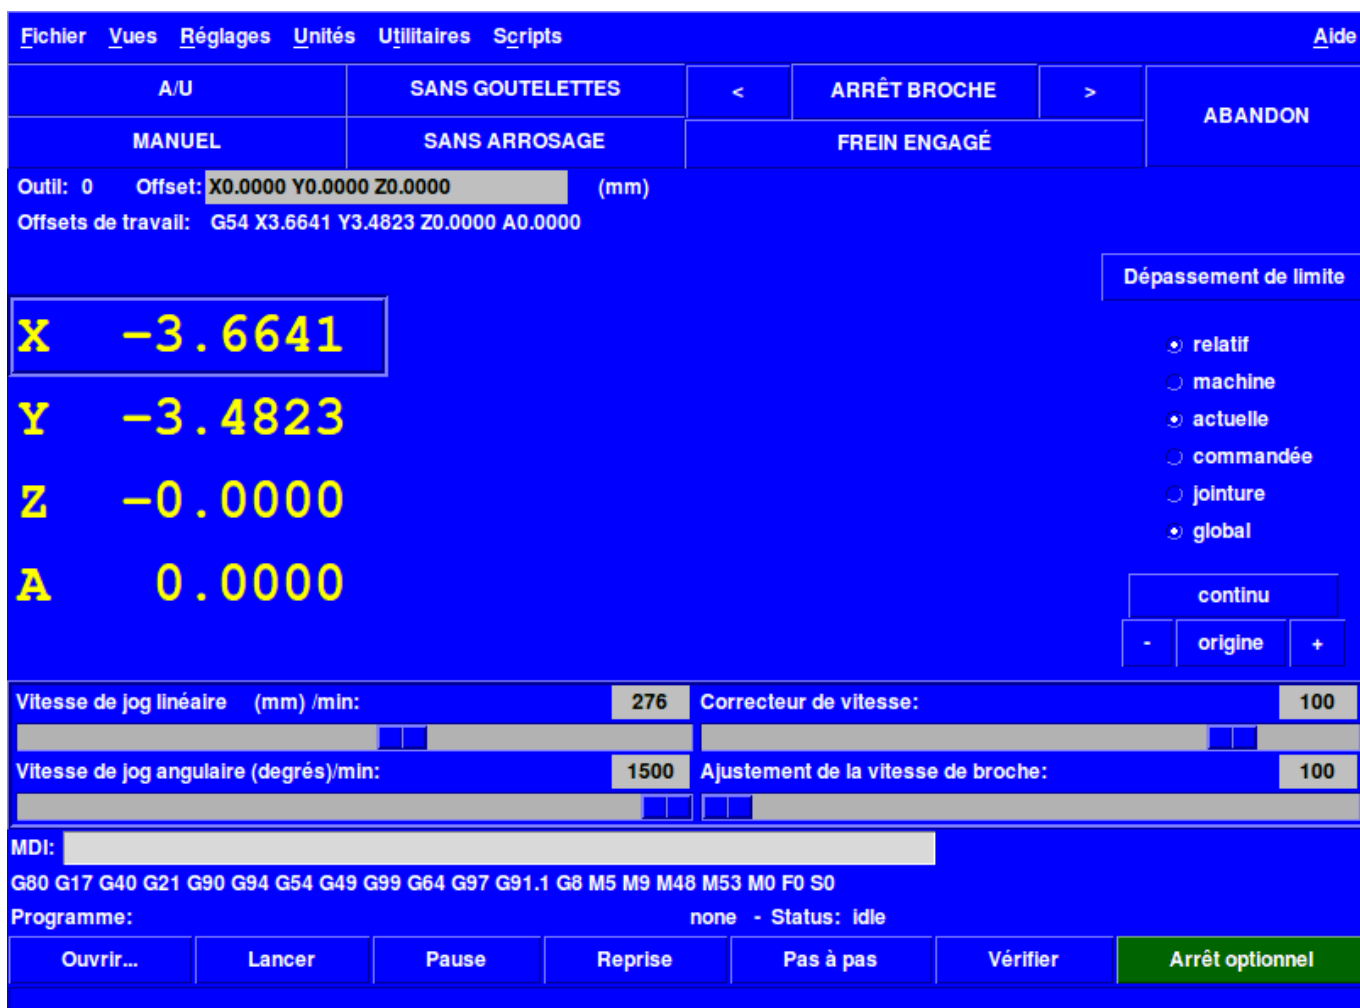 Fichier Vues Réglages Unités Utilitaires Scripts Aide
A/U SANS GOUTELETTES < ARRÊT BROCHE > ABANDON
MANUEL SANS ARROSAGE FREIN ENGAGÉ
Outil: 0 Offset: X0.0000 Y0.0000 Z0.0000 (mm)
Offsets de travail: G54 X3.6641 Y3.4823 Z0.0000 A0.0000
Dépassement de limite
X -3.6641
relatif
machine
Y -3.4823
actuelle
commandée
Z -0.0000
jointure
global
A 0.0000
continu
- origine +
Vitesse de jog linéaire (mm) /min: 276 Correcteur de vitesse: 100
Vitesse de jog angulaire (degrés)/min: 1500 Ajustement de la vitesse de broche: 100
MDI:
G80 G17 G40 G21 G90 G94 G54 G49 G99 G64 G97 G91.1 G8 M5 M9 M48 M53 M0 F0 S0
Programme: none - Status: idle
Ouvrir... Lancer Pause Reprise Pas à pas Vérifier Arrêt optionnel